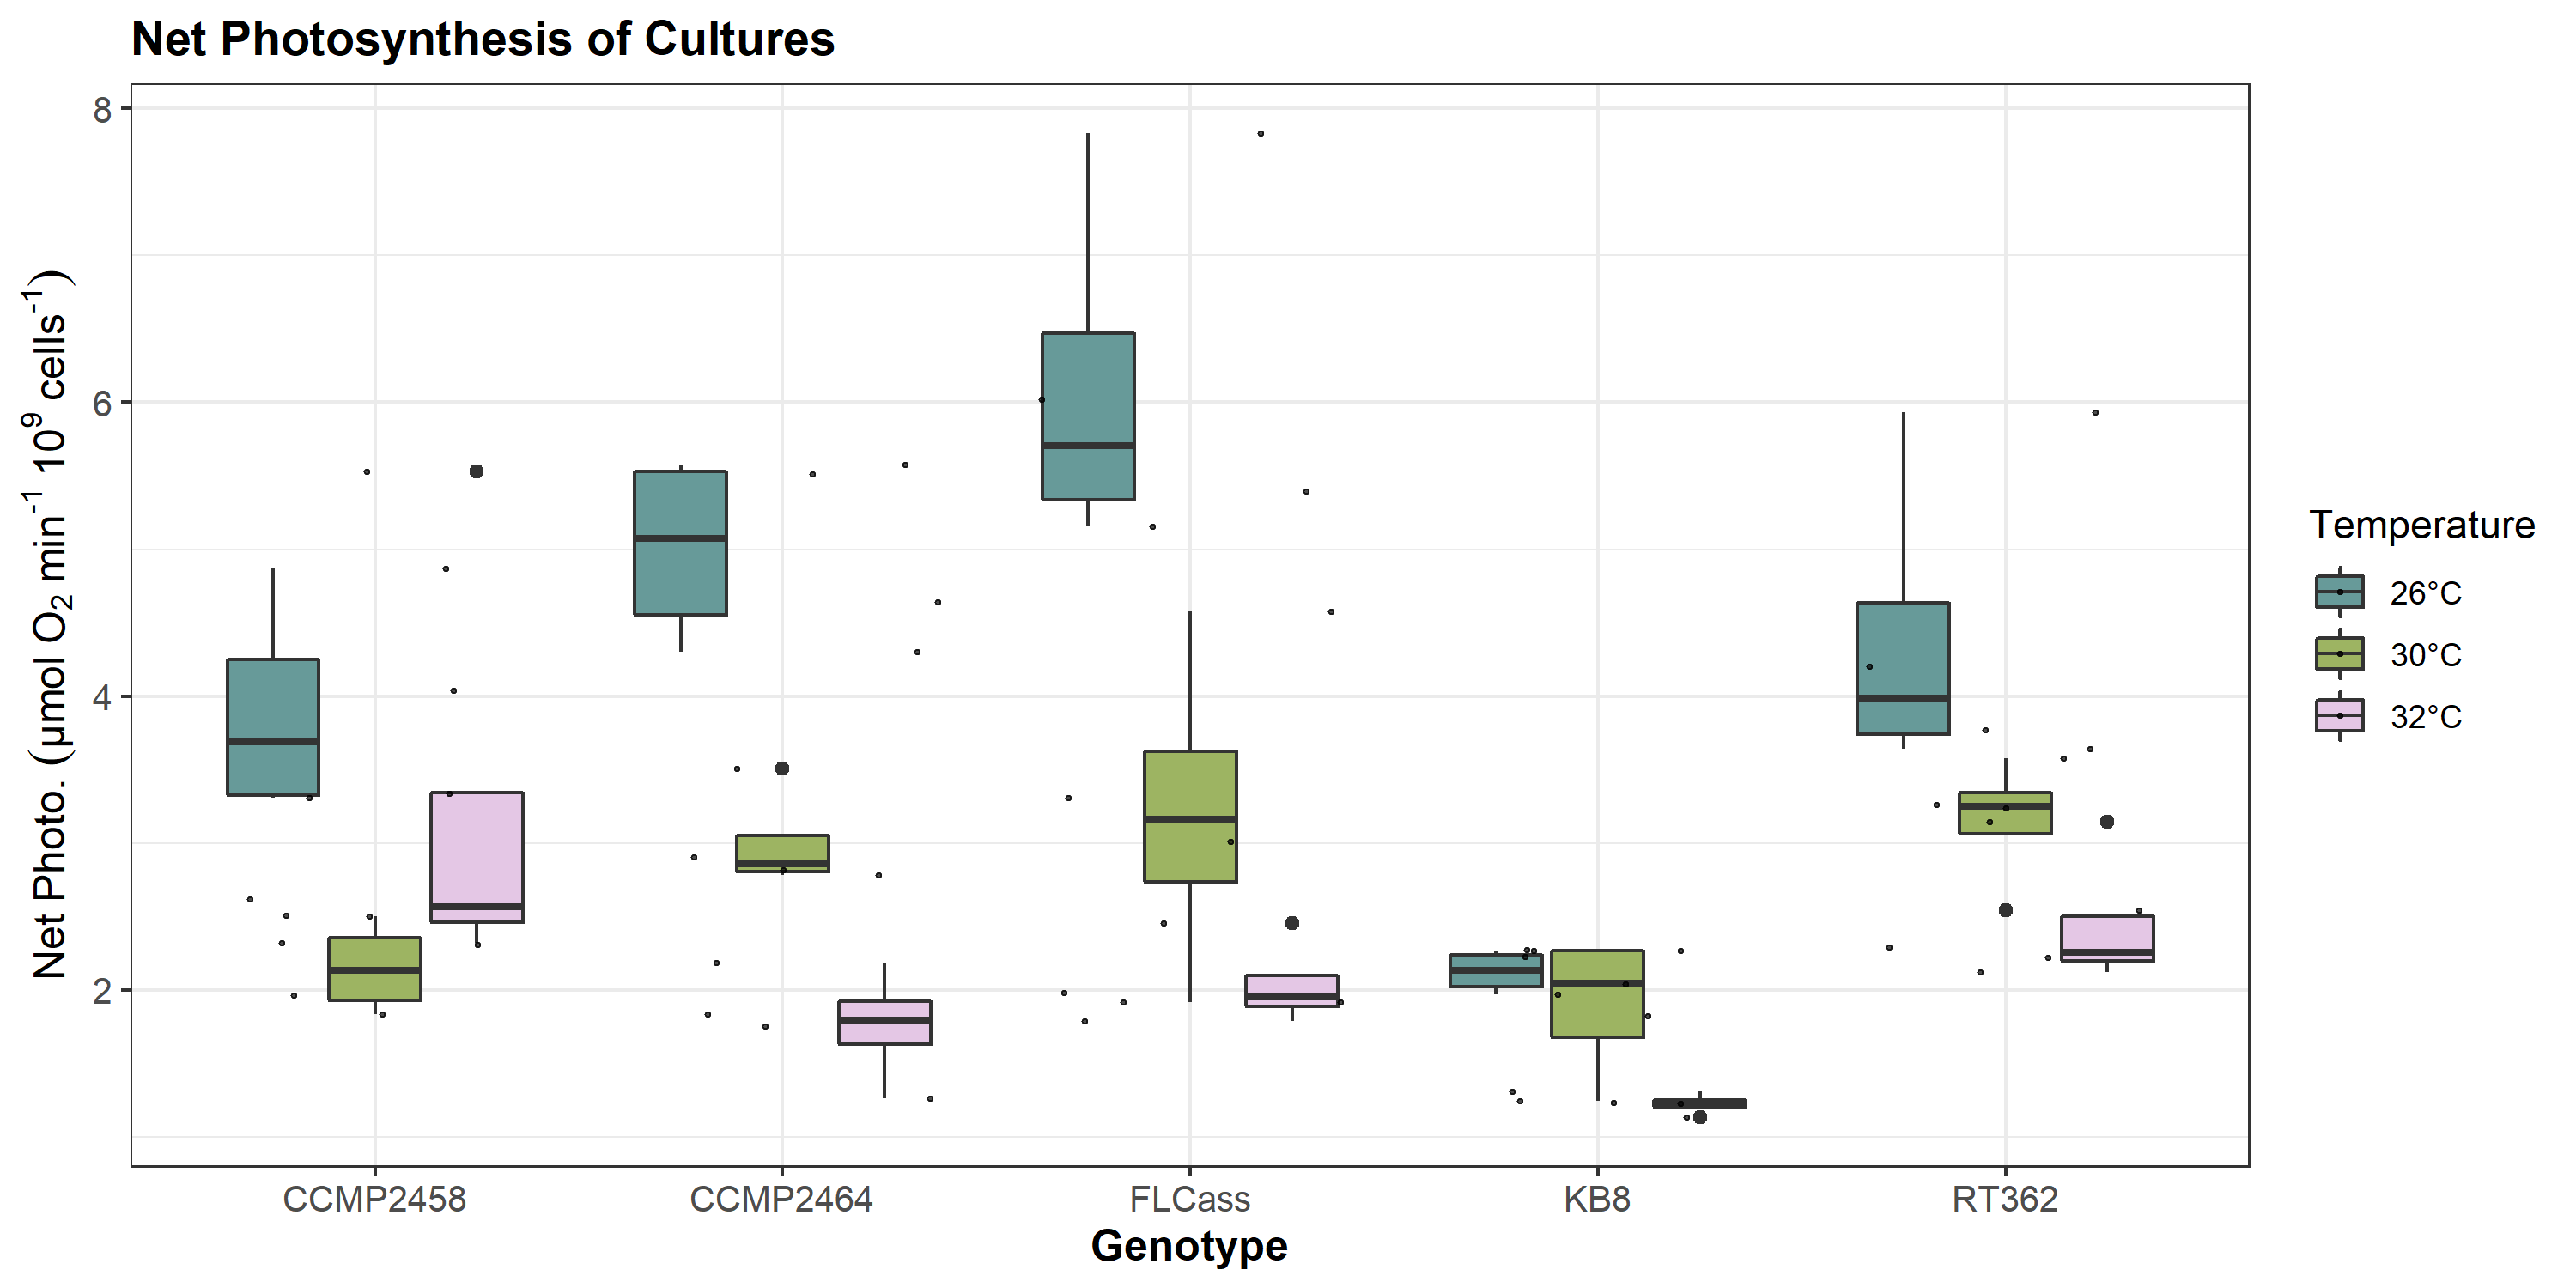 Net Photosynthesis of Cultures
Net Photo. (µmol O₂ min⁻¹ 10⁹ cells⁻¹)
8
6
4
2
CCMP2458
CCMP2464
FLCass
KB8
RT362
Genotype
Temperature
26°C
30°C
32°C